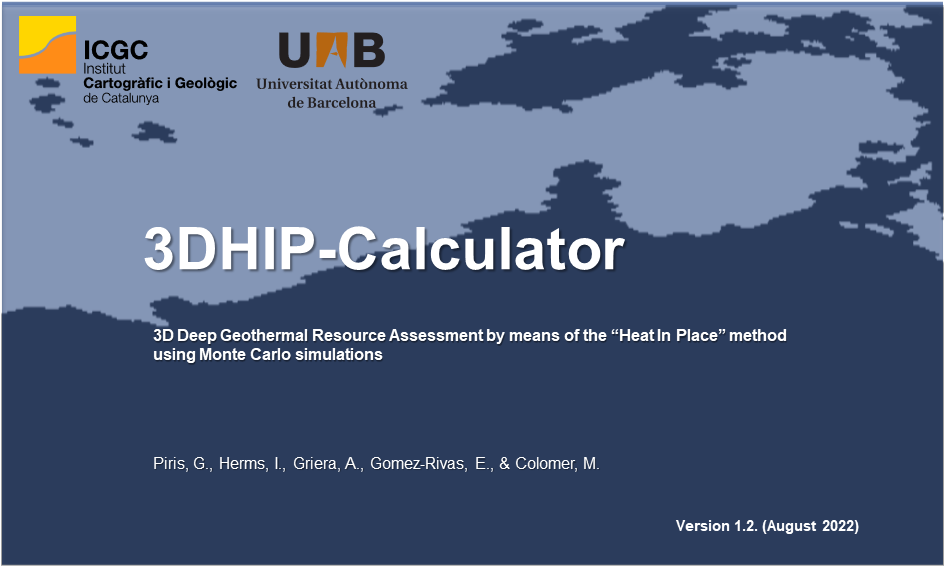 ICGC
Institut
Cartogràfic i Geològic
de Catalunya
UAB
Universitat Autònoma
de Barcelona
3DHIP-Calculator
3D Deep Geothermal Resource Assessment by means of the “Heat In Place” method
using Monte Carlo simulations
Piris, G., Herms, I., Griera, A., Gomez-Rivas, E., & Colomer, M.
Version 1.2. (August 2022)